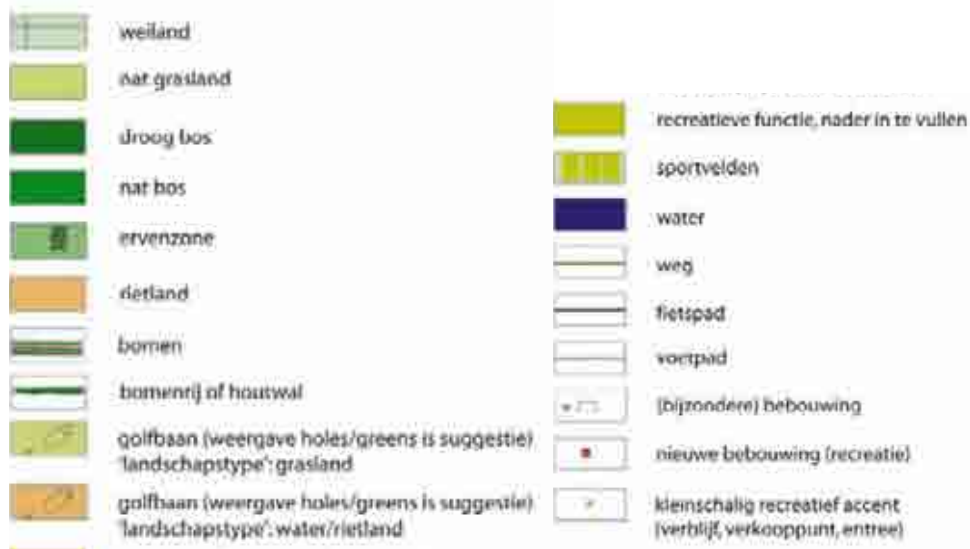 weiland
nat grasland
droog bos
nat bos
ervenzone
rietland
bomen
bomenrij of houtwal
golfbaan (weergave holes/greens is suggestie)
'landschapstype': grasland
golfbaan (weergave holes/greens is suggestie)
'landschapstype': water/rietland
recreatieve functie, nader in te vullen
sportvelden
water
weg
fietspad
voetpad
(bijzondere) bebouwing
nieuwe bebouwing (recreatie)
kleinschalig recreatief accent
(verblijf, verkooppunt, entree)